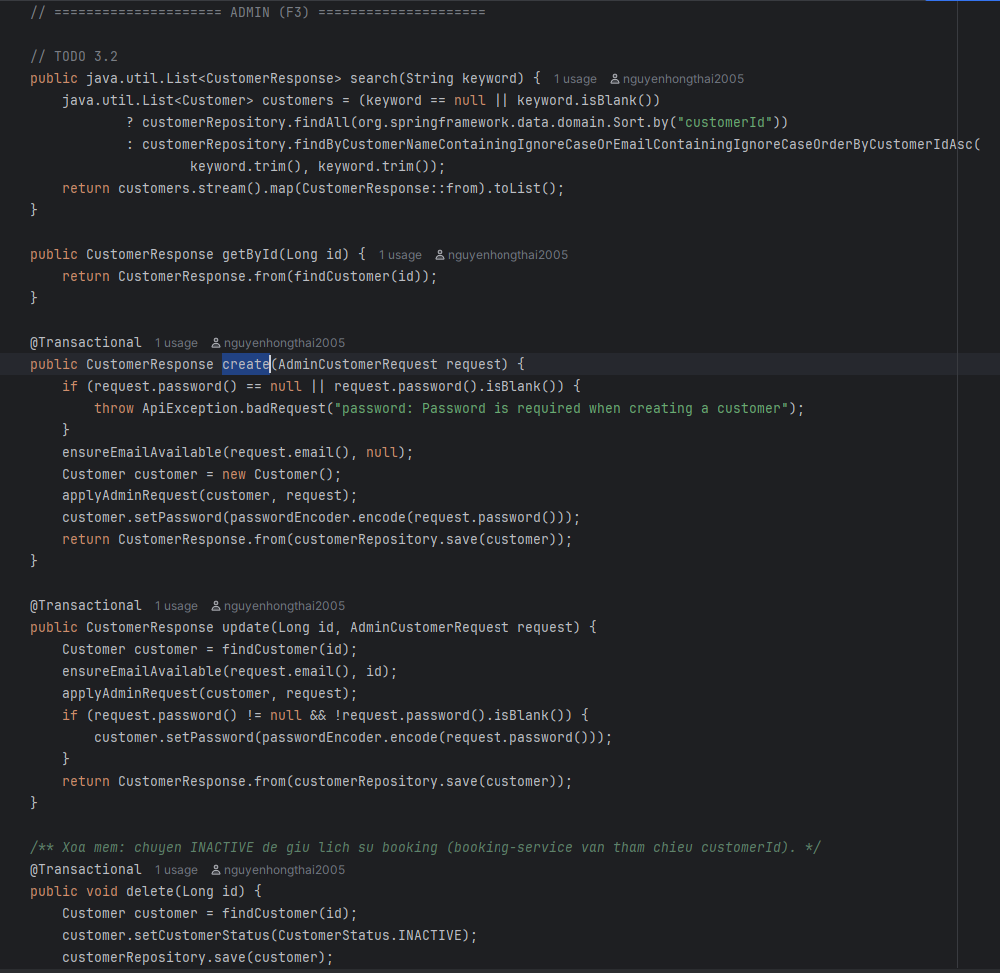 // ===================== ADMIN (F3) =====================
// TODO 3.2
public java.util.List<CustomerResponse> search(String keyword) { 1 usage nguyenhongthai2005
java.util.List<Customer> customers = (keyword == null || keyword.isBlank())
? customerRepository.findAll(org.springframework.data.domain.Sort.by("customerId"))
: customerRepository.findByCustomerNameContainingIgnoreCaseOrEmailContainingIgnoreCaseOrderByCustomerIdAsc(
keyword.trim(), keyword.trim());
return customers.stream().map(CustomerResponse::from).toList();
}
public CustomerResponse getById(Long id) { 1 usage nguyenhongthai2005
return CustomerResponse.from(findCustomer(id));
}
@Transactional 1 usage nguyenhongthai2005
public CustomerResponse create(AdminCustomerRequest request) {
if (request.password() == null || request.password().isBlank()) {
throw ApiException.badRequest("password: Password is required when creating a customer");
}
ensureEmailAvailable(request.email(), null);
Customer customer = new Customer();
applyAdminRequest(customer, request);
customer.setPassword(passwordEncoder.encode(request.password()));
return CustomerResponse.from(customerRepository.save(customer));
}
@Transactional 1 usage nguyenhongthai2005
public CustomerResponse update(Long id, AdminCustomerRequest request) {
Customer customer = findCustomer(id);
ensureEmailAvailable(request.email(), id);
applyAdminRequest(customer, request);
if (request.password() != null && !request.password().isBlank()) {
customer.setPassword(passwordEncoder.encode(request.password()));
}
return CustomerResponse.from(customerRepository.save(customer));
}
/** Xoa mem: chuyen INACTIVE de giu lich su booking (booking-service van tham chieu customerId). */
@Transactional 1 usage nguyenhongthai2005
public void delete(Long id) {
Customer customer = findCustomer(id);
customer.setCustomerStatus(CustomerStatus.INACTIVE);
customerRepository.save(customer);